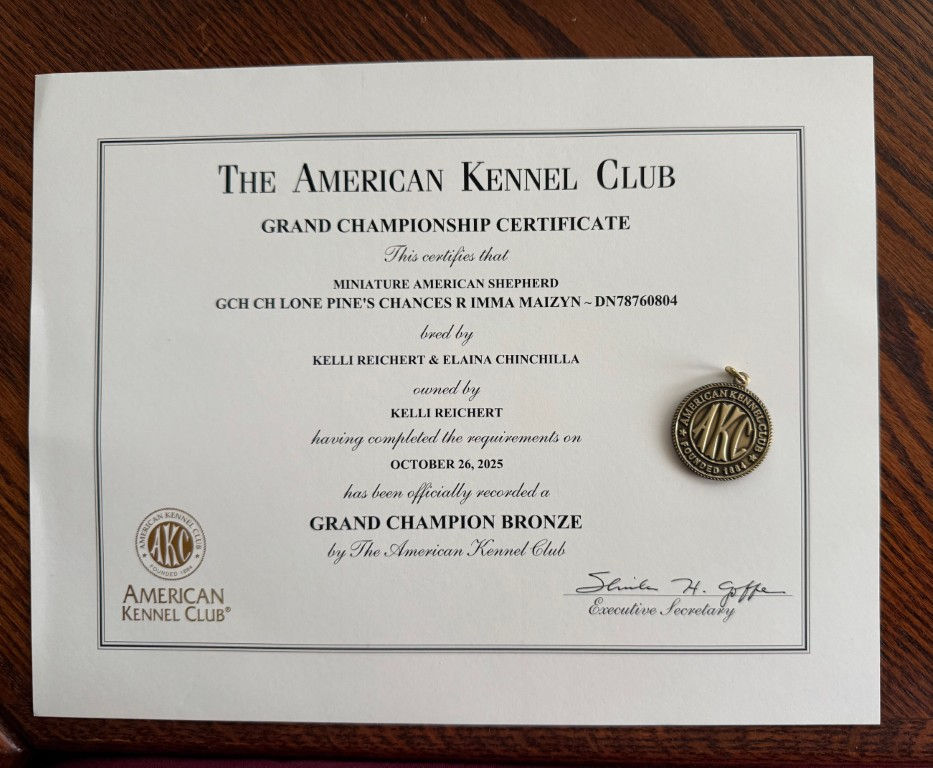 THE AMERICAN KENNEL CLUB
GRAND CHAMPIONSHIP CERTIFICATE
This certifies that
MINIATURE AMERICAN SHEPHERD
GCH CH LONE PINE'S CHANCES R IMMA MAIZYN ~ DN78760804
bred by
KELLI REICHERT & ELAINA CHINCHILLA
owned by
KELLI REICHERT
having completed the requirements on
OCTOBER 26, 2025
has been officially recorded a
GRAND CHAMPION BRONZE
by The American Kennel Club
AMERICAN KENNEL CLUB
AKC
FOUNDED 1884
AMERICAN KENNEL CLUB
AKC
FOUNDED 1884
AMERICAN
KENNEL CLUB®
H.
Executive Secretary